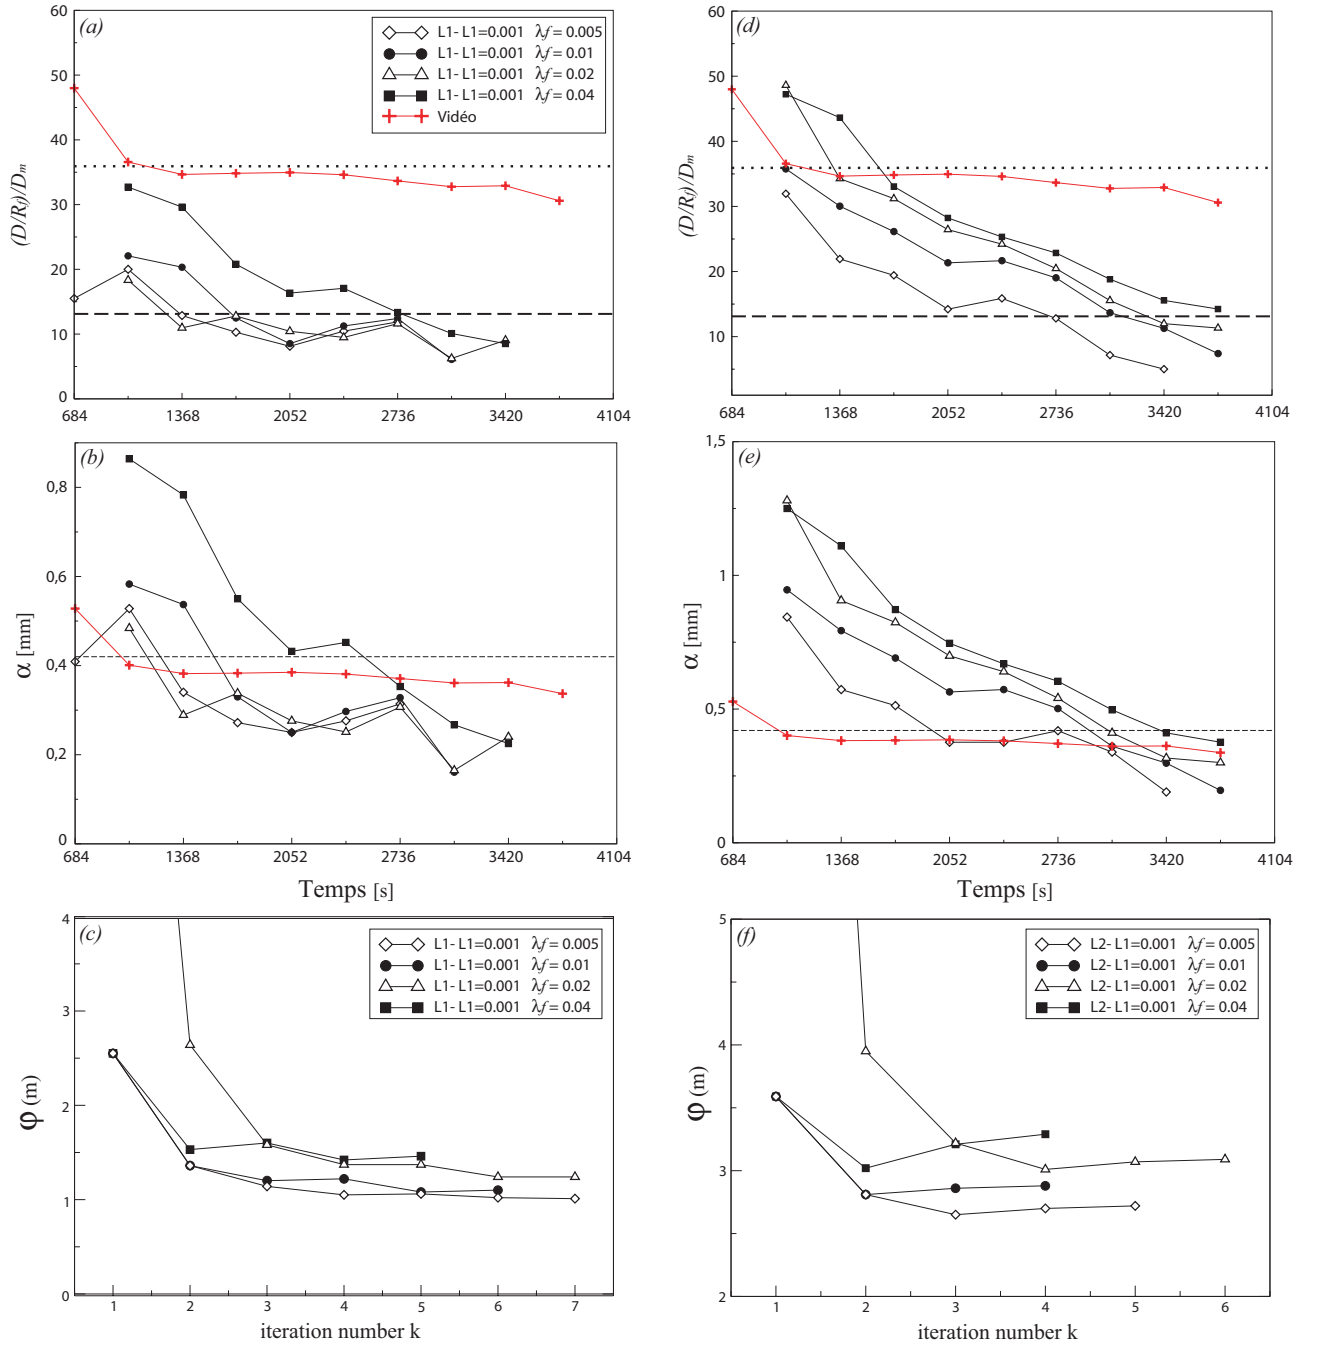 (a)
L1- L1=0.001 λf = 0.005
L1- L1=0.001 λf = 0.01
L1- L1=0.001 λf = 0.02
L1- L1=0.001 λf = 0.04
Vidéo
60
50
40
30
20
10
0
(D/Rf)/Dm
684 1368 2052 2736 3420 4104
(d)
60
50
40
30
20
10
(D/Rf)/Dm
684 1368 2052 2736 3420 4104
(b)
0,8
0,6
0,4
0,2
0
α [mm]
684 1368 2052 2736 3420 4104
Temps [s]
(e)
1,5
1
0,5
0
α [mm]
684 1368 2052 2736 3420 4104
Temps [s]
(c)
L1- L1=0.001 λf = 0.005
L1- L1=0.001 λf = 0.01
L1- L1=0.001 λf = 0.02
L1- L1=0.001 λf = 0.04
4
3
2
1
0
φ (m)
1 2 3 4 5 6 7
iteration number k
(f)
L2- L1=0.001 λf = 0.005
L2- L1=0.001 λf = 0.01
L2- L1=0.001 λf = 0.02
L2- L1=0.001 λf = 0.04
5
4
3
2
φ (m)
1 2 3 4 5 6
iteration number k